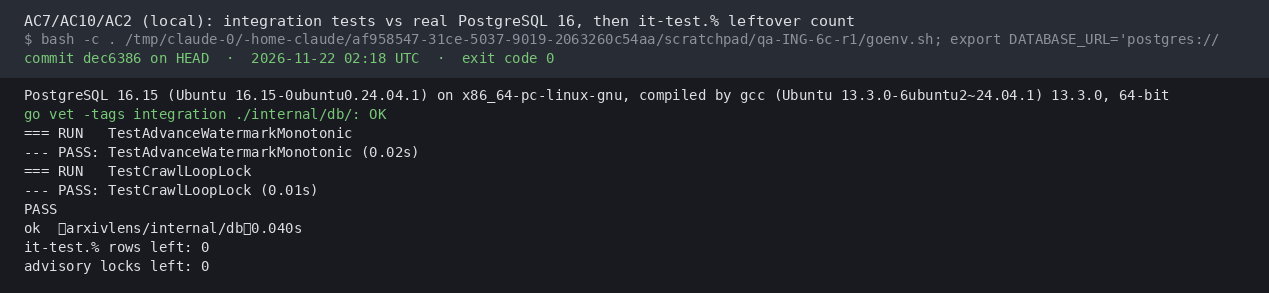 AC7/AC10/AC2 (local): integration tests vs real PostgreSQL 16, then it-test.% leftover count
$ bash -c . /tmp/claude-0/-home-claude/af958547-31ce-5037-9019-2063260c54aa/scratchpad/qa-ING-6c-r1/goenv.sh; export DATABASE_URL='postgres://
commit dec6386 on HEAD · 2026-11-22 02:18 UTC · exit code 0
PostgreSQL 16.15 (Ubuntu 16.15-0ubuntu0.24.04.1) on x86_64-pc-linux-gnu, compiled by gcc (Ubuntu 13.3.0-6ubuntu2~24.04.1) 13.3.0, 64-bit
go vet -tags integration ./internal/db/: OK
=== RUN   TestAdvanceWatermarkMonotonic
--- PASS: TestAdvanceWatermarkMonotonic (0.02s)
=== RUN   TestCrawlLoopLock
--- PASS: TestCrawlLoopLock (0.01s)
PASS
ok  □arxivlens/internal/db□0.040s
it-test.% rows left: 0
advisory locks left: 0